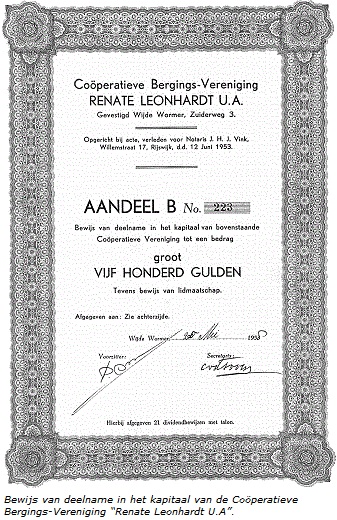 Coöperatieve Bergings-Vereniging
RENATE LEONHARDT U.A.
Gevestigd Wijde Wormer, Zuiderweg 3.
Opgericht bij acte, verleden voor Notaris J. H. J. Vink,
Willemstraat 17, Rijswijk, d.d. 12 Juni 1953.
AANDEEL B No. 223
Bewijs van deelname in het kapitaal van bovenstaande
Coöperatieve Vereniging tot een bedrag
groot
VIJF HONDERD GULDEN
Tevens bewijs van lidmaatschap.
Afgegeven aan: Zie achterzijde.
Wijde Wormer, Mei 1958
Voorzitter: Secretaris:
Hierbij afgegeven 21 dividendbewijzen met talon.
Bewijs van deelname in het kapitaal van de Coöperatieve
Bergings-Vereniging “Renate Leonhardt U.A”.